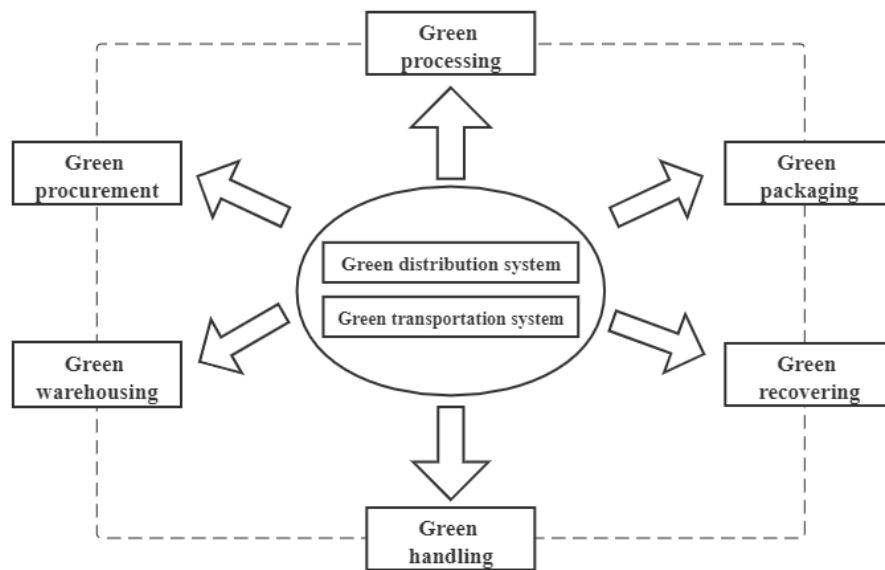 Green
processing
Green
procurement
Green
packaging
Green distribution system
Green transportation system
Green
warehousing
Green
recovering
Green
handling